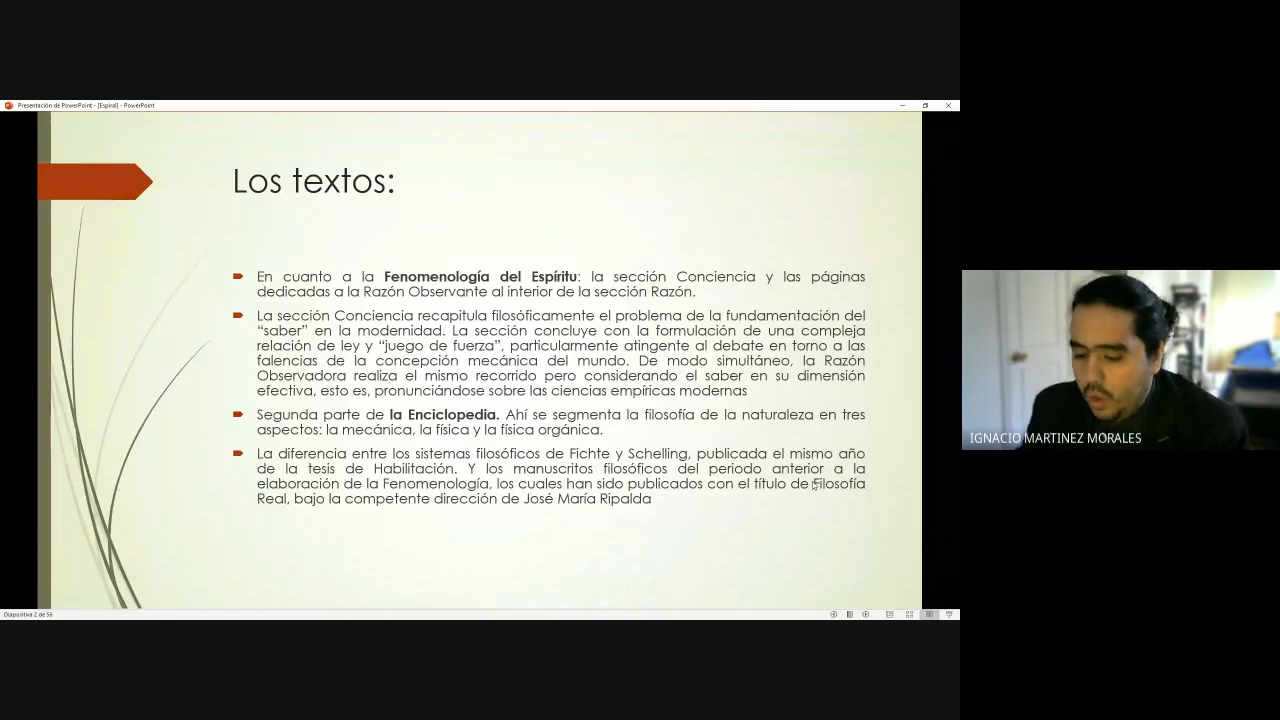 Presentación de PowerPoint - [Espiral] - PowerPoint
Los textos:
En cuanto a la Fenomenología del Espíritu: la sección Conciencia y las páginas
dedicadas a la Razón Observante al interior de la sección Razón.
La sección Conciencia recapitula filosóficamente el problema de la fundamentación del
“saber” en la modernidad. La sección concluye con la formulación de una compleja
relación de ley y “juego de fuerza”, particularmente atingente al debate en torno a las
falencias de la concepción mecánica del mundo. De modo simultáneo, la Razón
Observadora realiza el mismo recorrido pero considerando el saber en su dimensión
efectiva, esto es, pronunciándose sobre las ciencias empíricas modernas
Segunda parte de la Enciclopedia. Ahí se segmenta la filosofía de la naturaleza en tres
aspectos: la mecánica, la física y la física orgánica.
La diferencia entre los sistemas filosóficos de Fichte y Schelling, publicada el mismo año
de la tesis de Habilitación. Y los manuscritos filosóficos del periodo anterior a la
elaboración de la Fenomenología, los cuales han sido publicados con el título de Filosofía
Real, bajo la competente dirección de José María Ripalda
IGNACIO MARTINEZ MORALES
Diapositiva 2 de 56